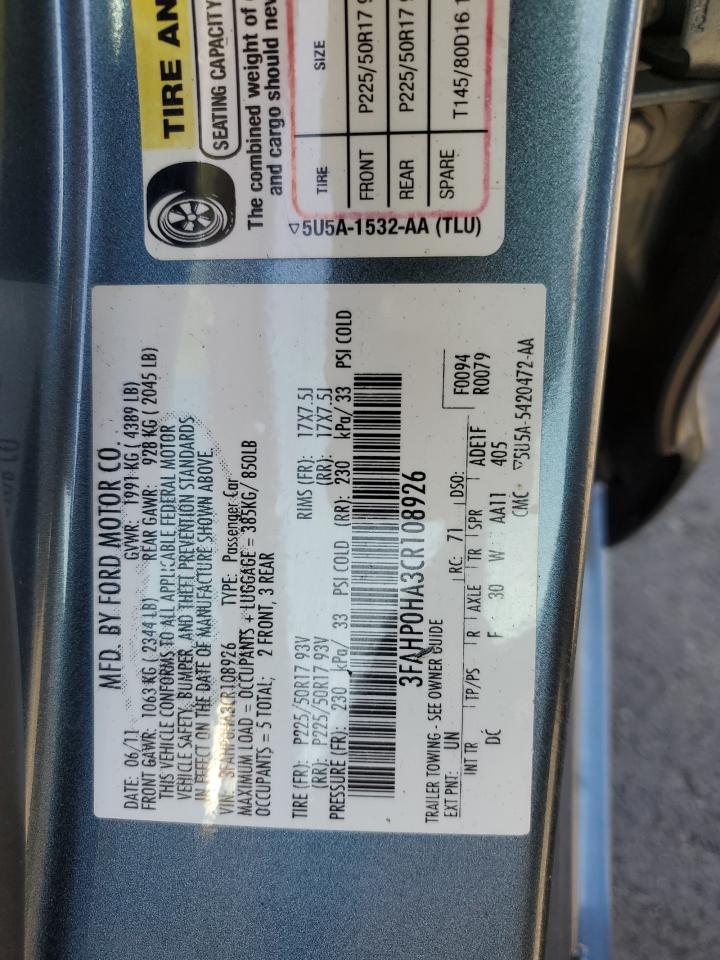 MFD. BY FORD MOTOR CO.
DATE: 06/11 GVWR: 1991 KG ( 4389 LB)
FRONT GAWR: 1063 KG ( 2344 LB) REAR GAWR: 928 KG ( 2045 LB)
THIS VEHICLE CONFORMS TO ALL APPLICABLE FEDERAL MOTOR
VEHICLE SAFETY, BUMPER, AND THEFT PREVENTION STANDARDS
IN EFFECT ON THE DATE OF MANUFACTURE SHOWN ABOVE.
VIN: 3FAHP0HA3CR108926 TYPE: Passenger Car
MAXIMUM LOAD = OCCUPANTS + LUGGAGE = 385KG/ 850LB
OCCUPANTS = 5 TOTAL; 2 FRONT, 3 REAR
TIRE (FR): P225/50R17 93V RIMS (FR): 17X7.5J
(RR): P225/50R17 93V (RR): 17X7.5J
PRESSURE (FR): 230 kPa/ 33 PSI COLD (RR): 230 kPa/ 33 PSI COLD
3FAHP0HA3CR108926
TRAILER TOWING - SEE OWNER GUIDE
EXT PNT: UN RC: 71 DSO: F0094
R0079
INT TR TP/PS R AXLE TR SPR ADE1F
DC F 30 W AA11 405
CMC ▽5U5A-5420472-AA
TIRE AN
SEATING CAPACITY
The combined weight of
and cargo should nev
TIRE SIZE
FRONT P225/50R17 9
REAR P225/50R17 9
SPARE T145/80D16 1
▽5U5A-1532-AA (TLU)